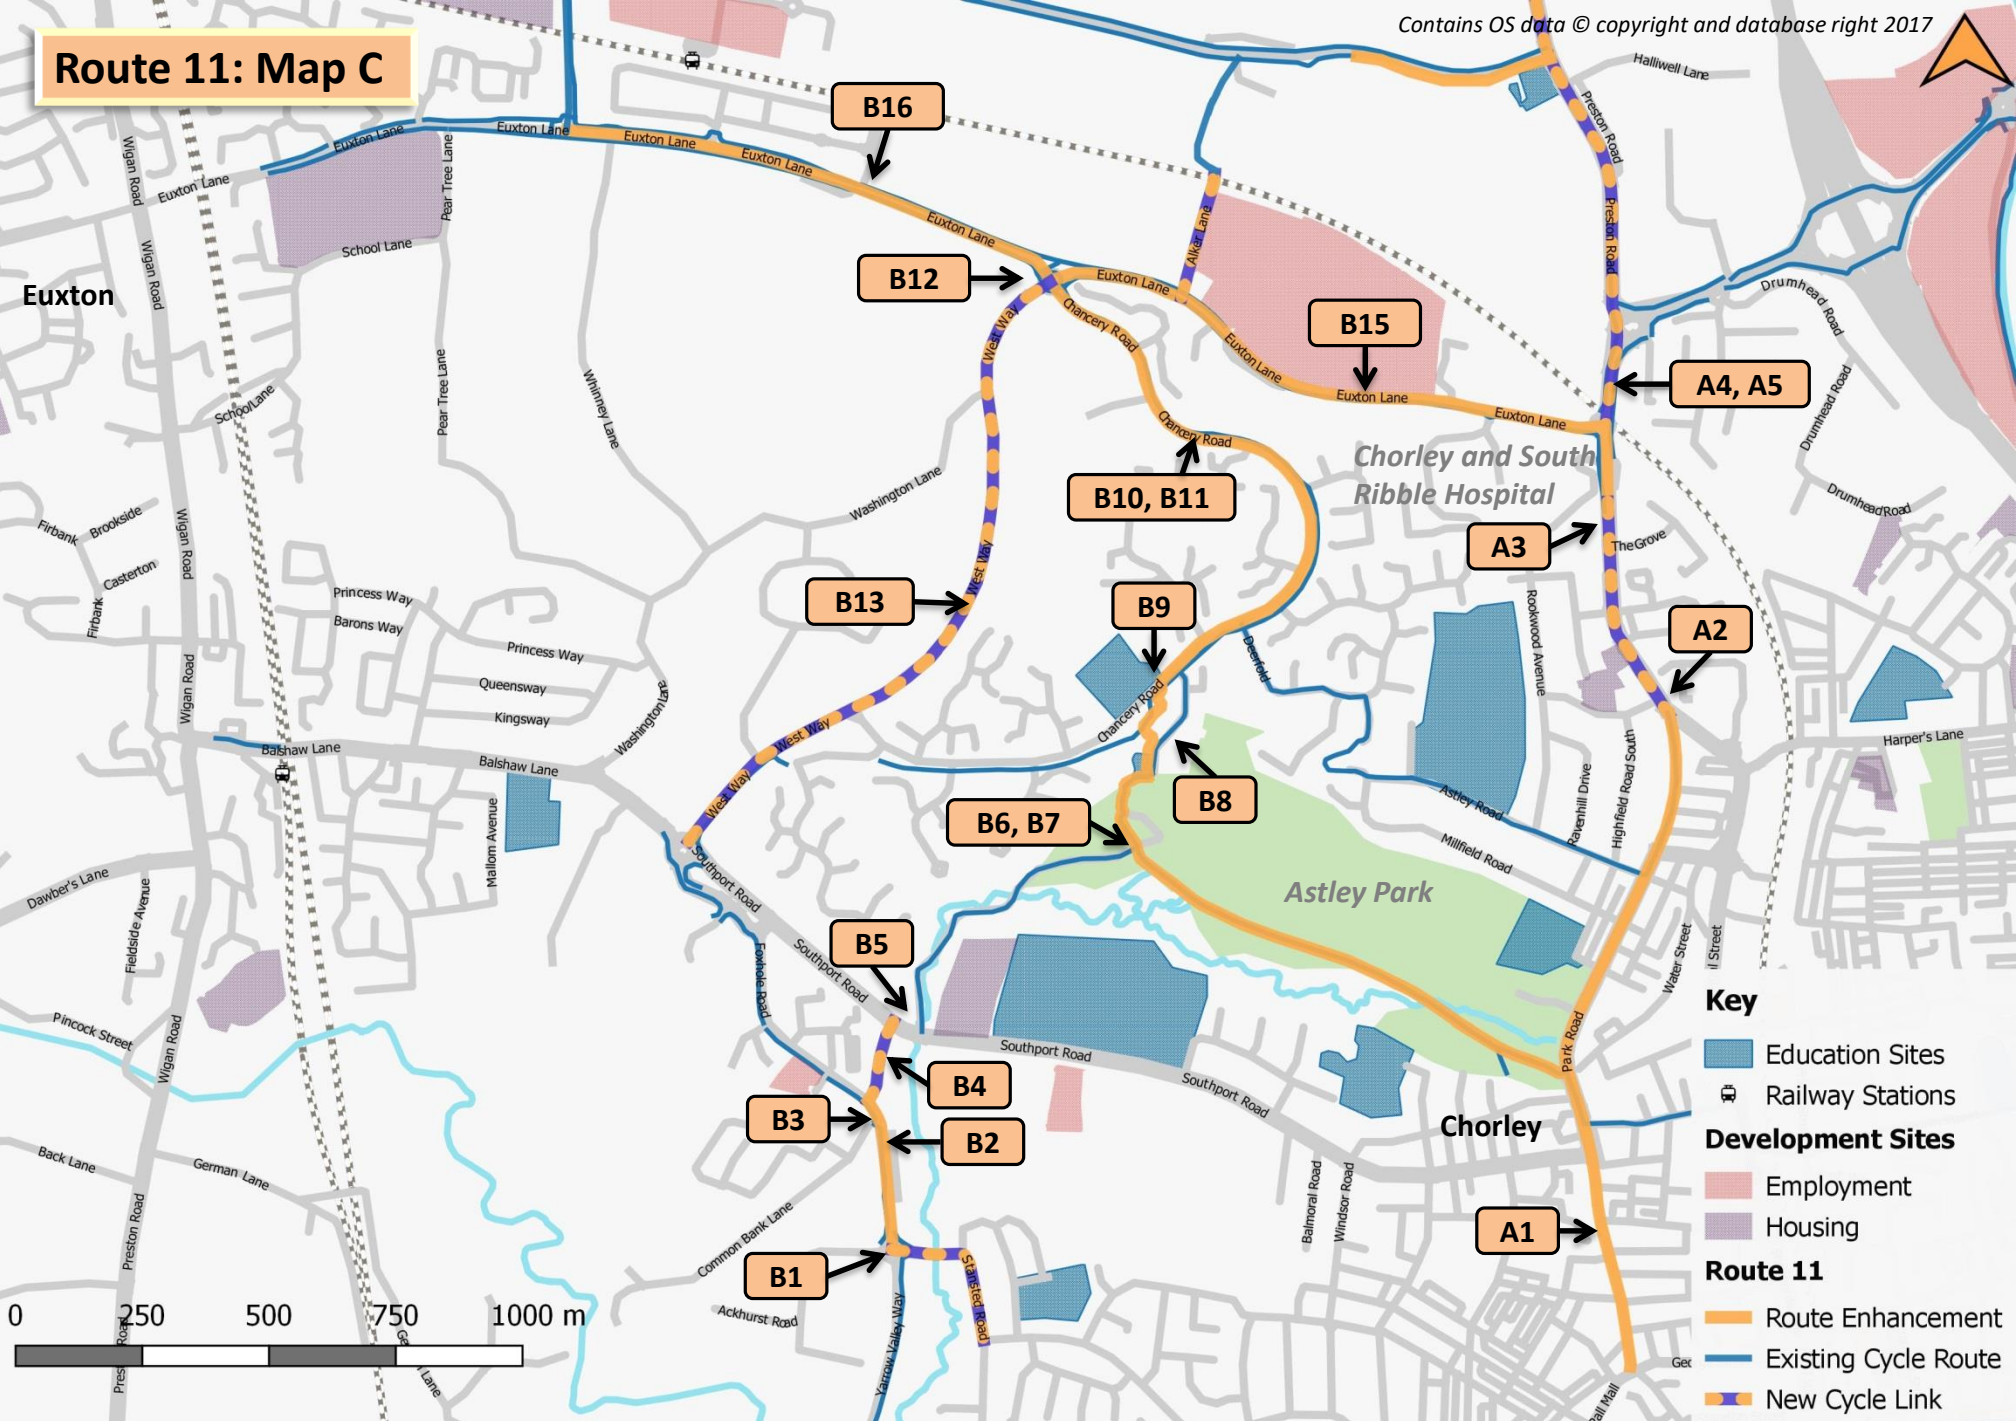 Contains OS data © copyright and database right 2017
Route 11: Map C
Halliwell Lane
Preston Road
Preston Road
B16
Euxton Lane
Euxton Lane
Euxton Lane
Euxton Lane
Euxton Lane
Euxton Lane
Wigan Road
Wigan Road
Pear Tree Lane
School Lane
Euxton
B12
Alker Lane
Euxton Lane
Chancery Road
B15
Euxton Lane
Euxton Lane
Euxton Lane
Drumhead Road
Drumhead Road
Drumhead Road
A4, A5
West Way
School Lane
Pear Tree Lane
Whinney Lane
Chancery Road
Chorley and South
Ribble Hospital
B10, B11
Washington Lane
A3
The Grove
Firbank
Brookside
Casterton
Firbank
Wigan Road
Princess Way
Barons Way
Princess Way
Queensway
Kingsway
Washington Lane
B13
West Way
B9
Deerfold
Rookwood Avenue
A2
Wigan Road
Balshaw Lane
Balshaw Lane
West Way
West Way
Chancery Road
Harper's Lane
B8
B6, B7
Astley Road
Millfield Road
Ravenhill Drive
Highfield Road South
Mallom Avenue
Dawber's Lane
Fieldside Avenue
Southport Road
Astley Park
B5
Foxhole Road
Southport Road
Water Street
Pincock Street
Wigan Road
Southport Road
Southport Road
Park Road
B4
B3
B2
Chorley
Back Lane
German Lane
Preston Road
Common Bank Lane
Balmoral Road
Windsor Road
A1
B1
Stansted Road
Ackhurst Road
Yarrow Valley Way
0 250 500 750 1000 m
Key
Education Sites
Railway Stations
Development Sites
Employment
Housing
Route 11
Route Enhancement
Existing Cycle Route
New Cycle Link